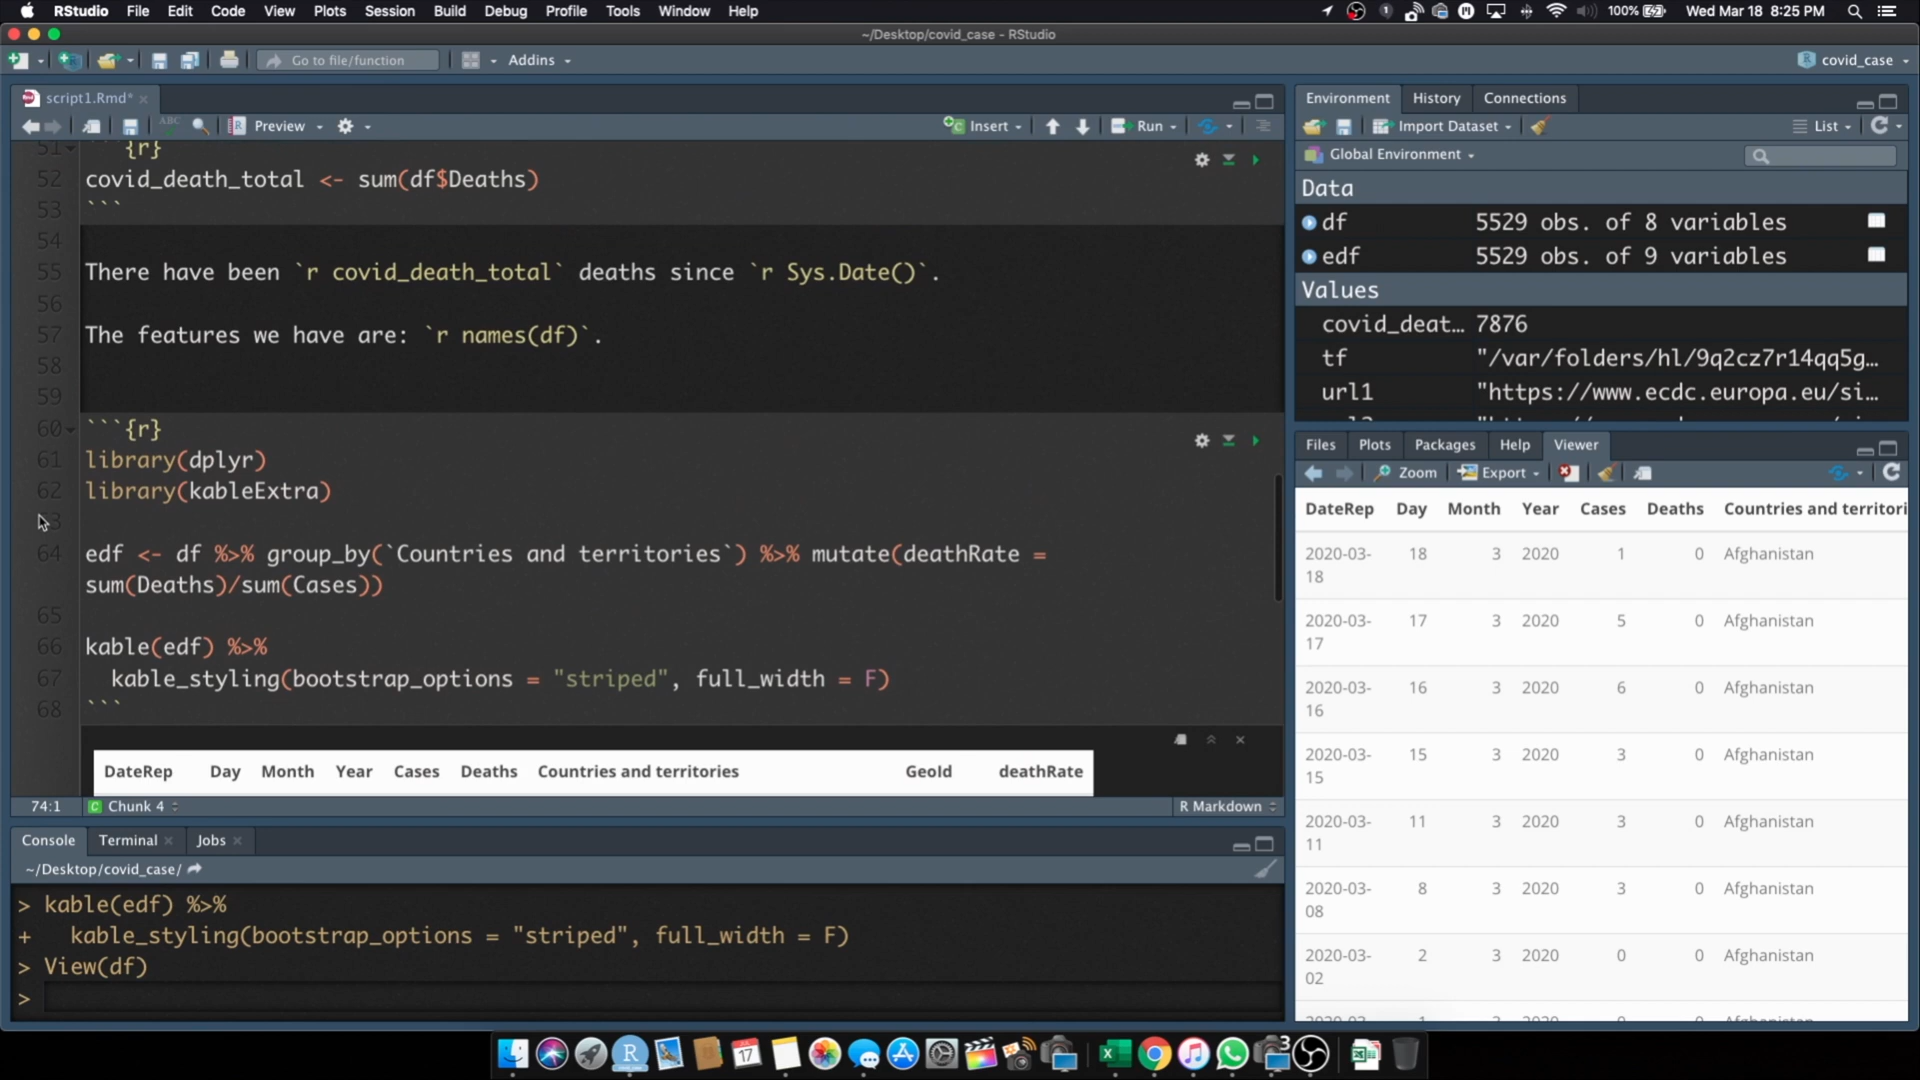 RStudio File Edit Code View Plots Session Build Debug Profile Tools Window Help
100% Wed Mar 18 8:25 PM
~/Desktop/covid_case - RStudio
Go to file/function Addins covid_case
script1.Rmd*
ABC Preview Insert Run
51 ```{r}
52 covid_death_total <- sum(df$Deaths)
53 ```
54
55 There have been `r covid_death_total` deaths since `r Sys.Date()`.
56
57 The features we have are: `r names(df)`.
58
59
60 ```{r}
61 library(dplyr)
62 library(kableExtra)
64 edf <- df %>% group_by(`Countries and territories`) %>% mutate(deathRate =
sum(Deaths)/sum(Cases))
65
66 kable(edf) %>%
67 kable_styling(bootstrap_options = "striped", full_width = F)
68 ```
DateRep Day Month Year Cases Deaths Countries and territories GeoId deathRate
74:1 C Chunk 4 R Markdown
Console Terminal Jobs
~/Desktop/covid_case/
> kable(edf) %>%
+ kable_styling(bootstrap_options = "striped", full_width = F)
> View(df)
>
Environment History Connections
Import Dataset List
Global Environment
Data
df 5529 obs. of 8 variables
edf 5529 obs. of 9 variables
Values
covid_deat… 7876
tf "/var/folders/hl/9q2cz7r14qq5g…
url1 "https://www.ecdc.europa.eu/si…
Files Plots Packages Help Viewer
Zoom Export
DateRep Day Month Year Cases Deaths Countries and territori
2020-03-18 18 3 2020 1 0 Afghanistan
2020-03-17 17 3 2020 5 0 Afghanistan
2020-03-16 16 3 2020 6 0 Afghanistan
2020-03-15 15 3 2020 3 0 Afghanistan
2020-03-11 11 3 2020 3 0 Afghanistan
2020-03-08 8 3 2020 3 0 Afghanistan
2020-03-02 2 3 2020 0 0 Afghanistan
17
3